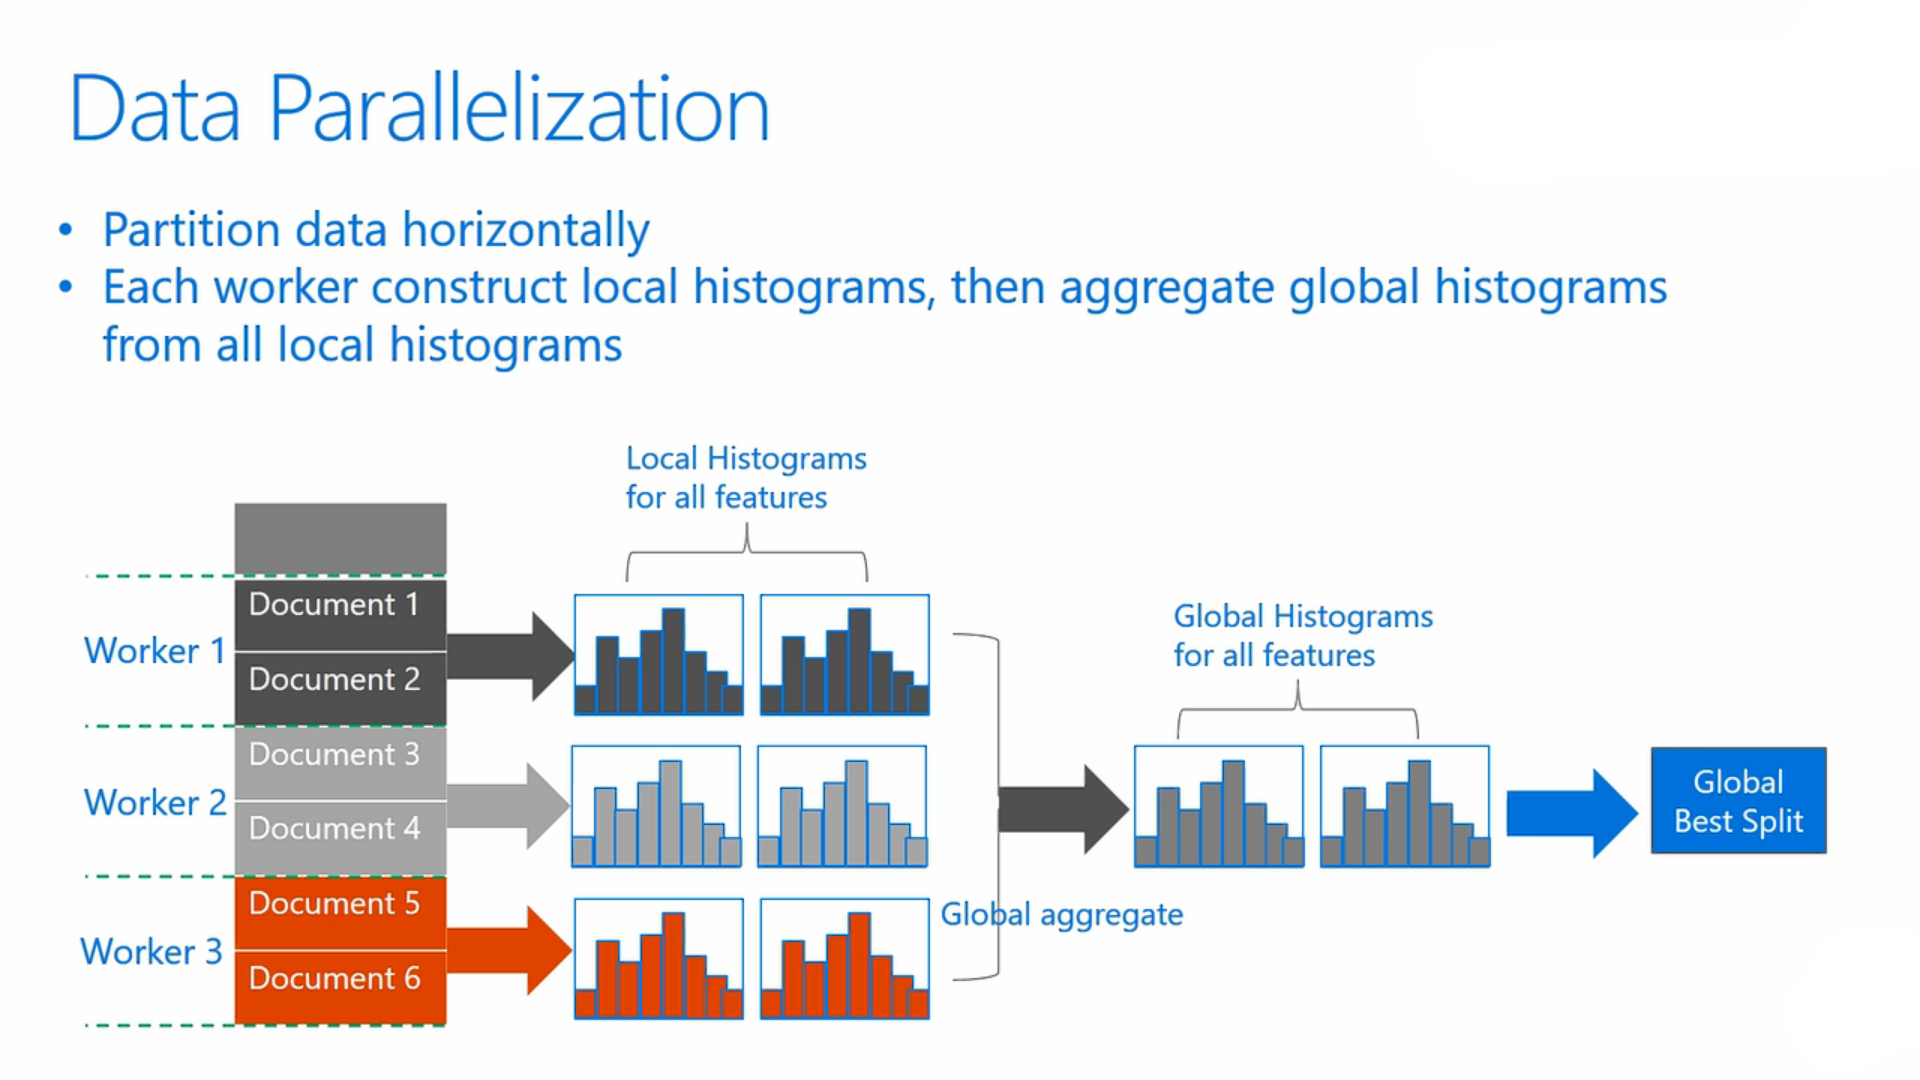 Data Parallelization
• Partition data horizontally
• Each worker construct local histograms, then aggregate global histograms
from all local histograms
Local Histograms
for all features
Global Histograms
for all features
Worker 1
Document 1
Document 2
Worker 2
Document 3
Document 4
Worker 3
Document 5
Document 6
Global aggregate
Global
Best Split